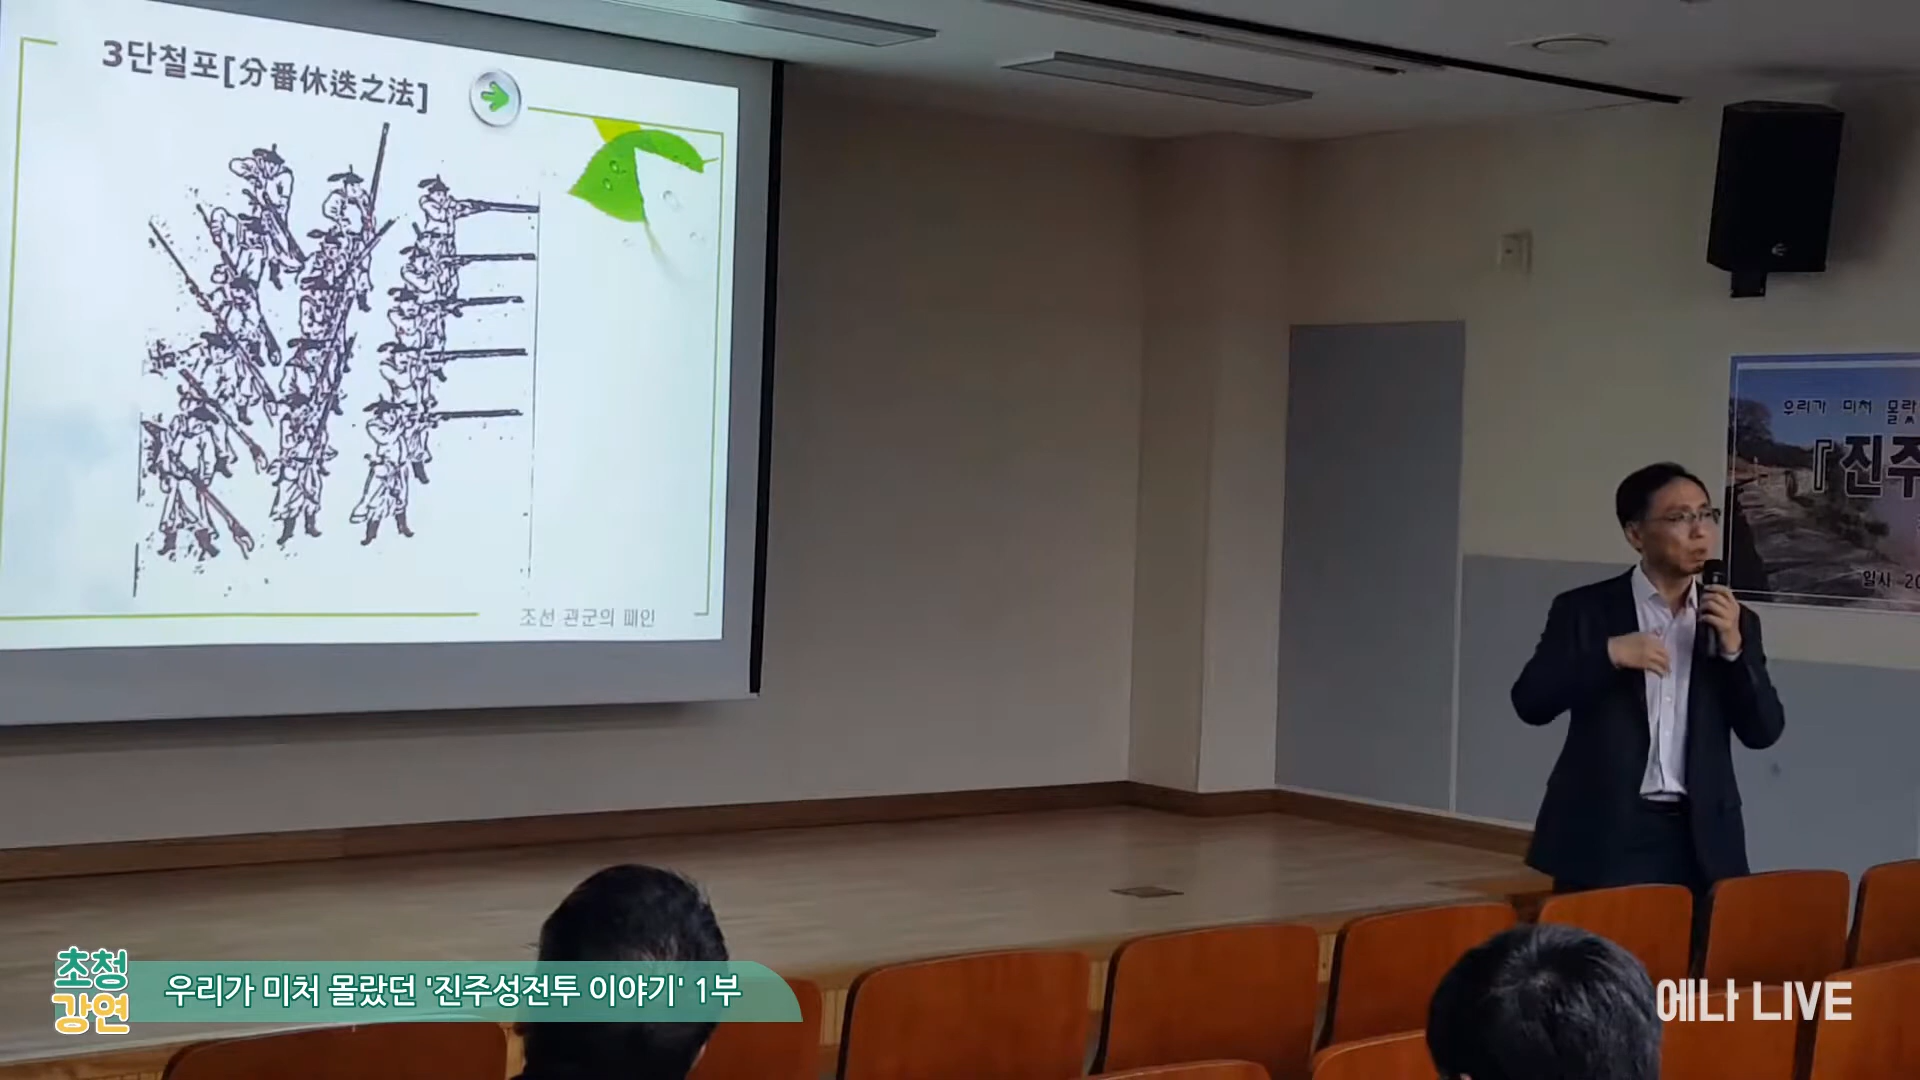 3단철포[分番休迭之法]
조선 관군의 패인
우리가 미처 몰랐
『진주
일시 20
초청
강연
우리가 미처 몰랐던 '진주성전투 이야기' 1부
에나 LIVE